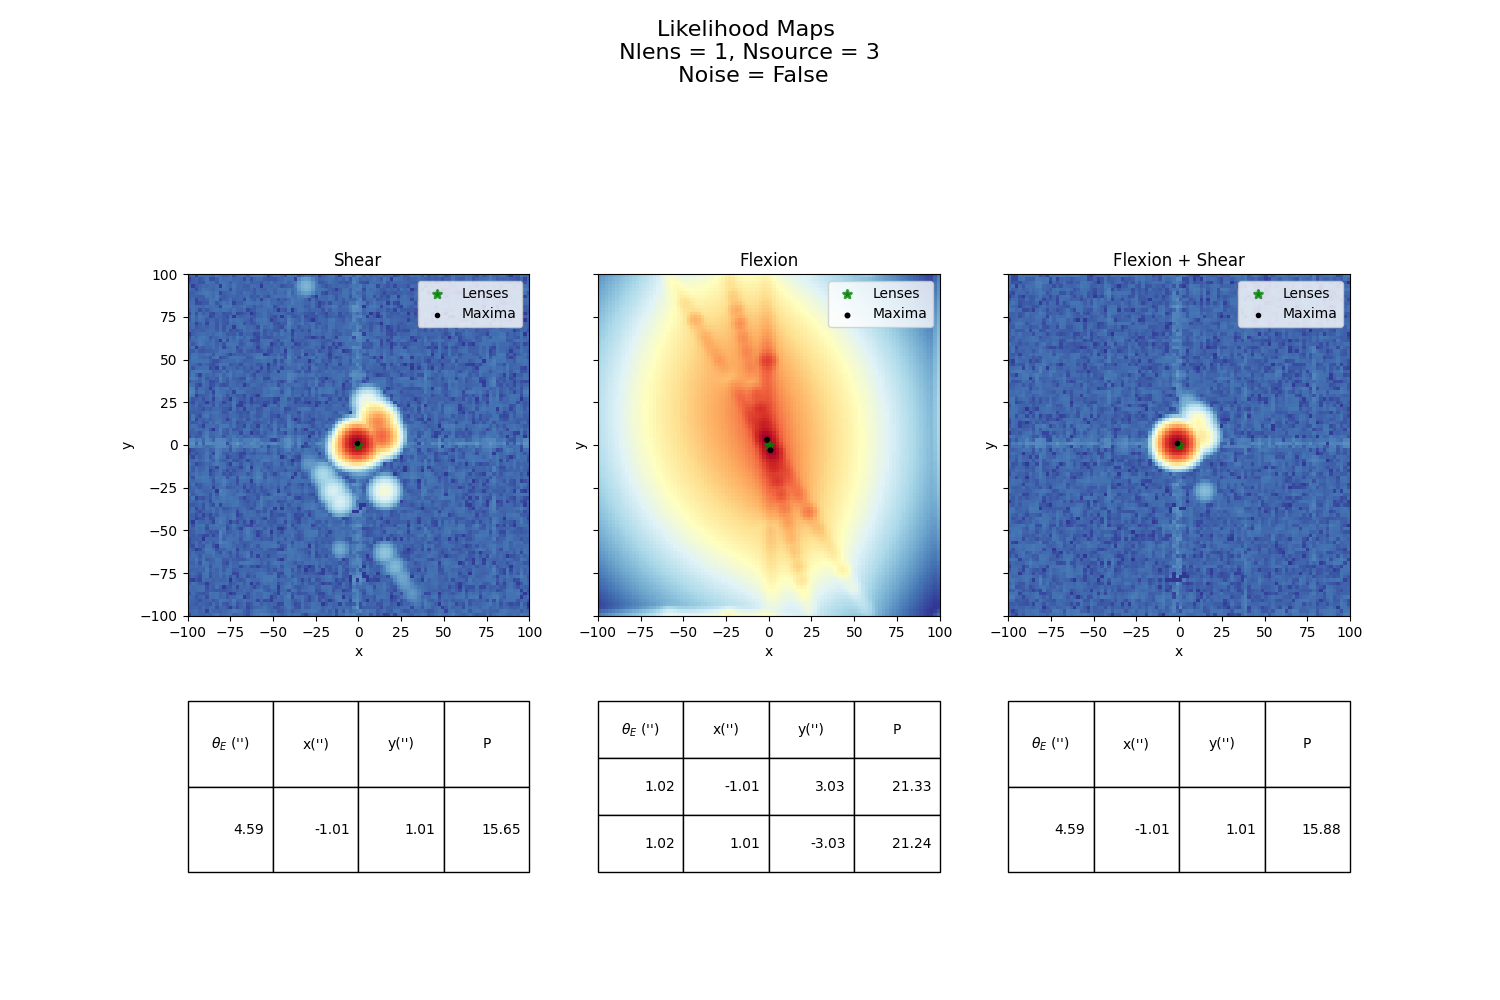 Likelihood Maps
Nlens = 1, Nsource = 3
Noise = False
Shear
Lenses
Maxima
100
75
50
25
0
−25
−50
−75
−100
y
−100 −75 −50 −25 0 25 50 75 100
x
Flexion
Lenses
Maxima
y
−100 −75 −50 −25 0 25 50 75 100
x
Flexion + Shear
Lenses
Maxima
y
−100 −75 −50 −25 0 25 50 75 100
x
θ_E ('') x('') y('') P
4.59 -1.01 1.01 15.65
θ_E ('') x('') y('') P
1.02 -1.01 3.03 21.33
1.02 1.01 -3.03 21.24
θ_E ('') x('') y('') P
4.59 -1.01 1.01 15.88